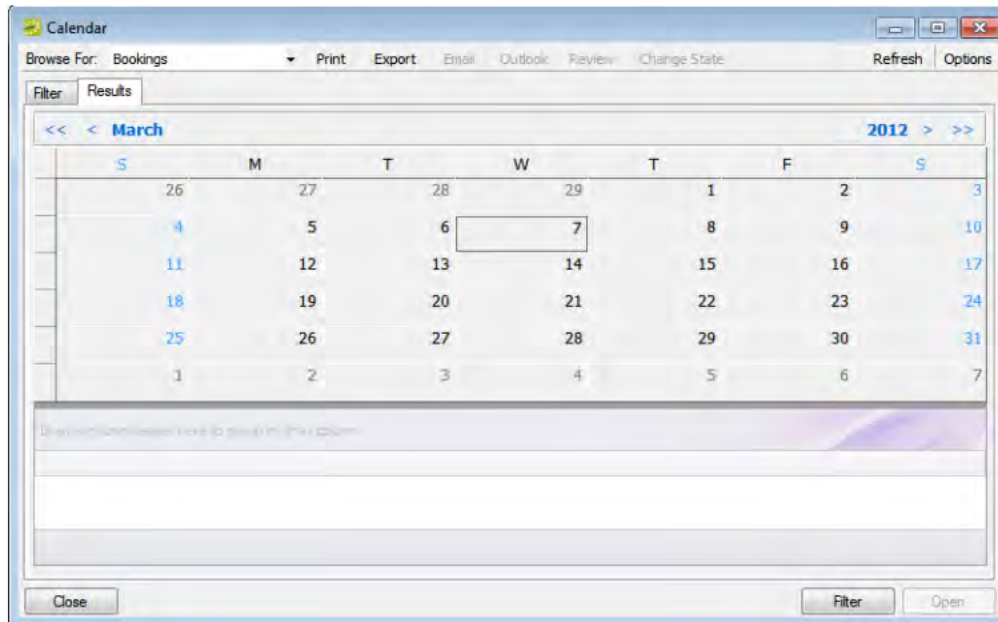 Calendar
Browse For: Bookings Print Export Email Outlook Review Change State Refresh Options
Filter Results
<< < March 2012 > >>
S M T W T F S
26 27 28 29 1 2 3
4 5 6 7 8 9 10
11 12 13 14 15 16 17
18 19 20 21 22 23 24
25 26 27 28 29 30 31
1 2 3 4 5 6 7
Close Filter Open